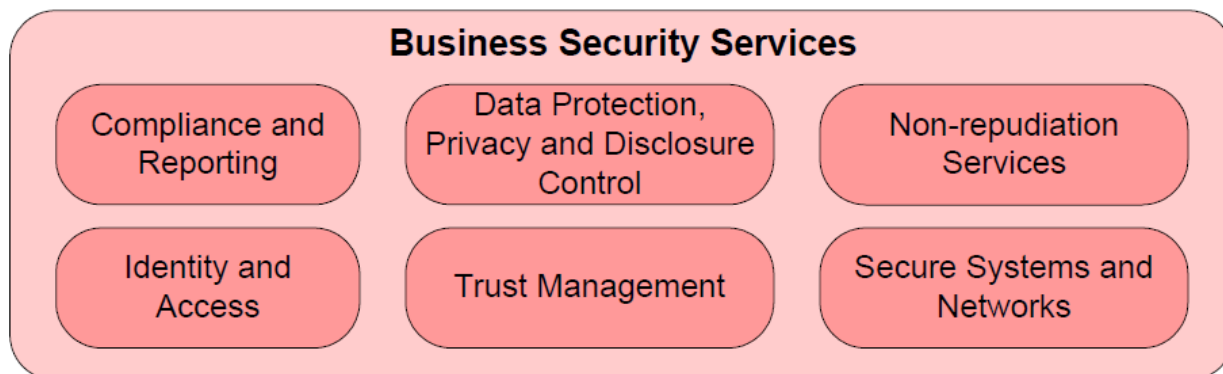 Business Security Services
Compliance and
Reporting
Data Protection,
Privacy and Disclosure
Control
Non-repudiation
Services
Identity and
Access
Trust Management
Secure Systems and
Networks